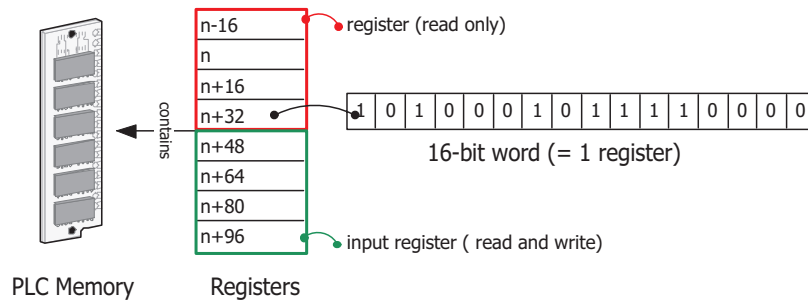 n-16
register (read only)
n
n+16
n+32
1 0 1 0 0 0 1 0 1 1 1 1 0 0 0 0
contains
n+48
16-bit word (= 1 register)
n+64
n+80
n+96
input register ( read and write)
PLC Memory
Registers